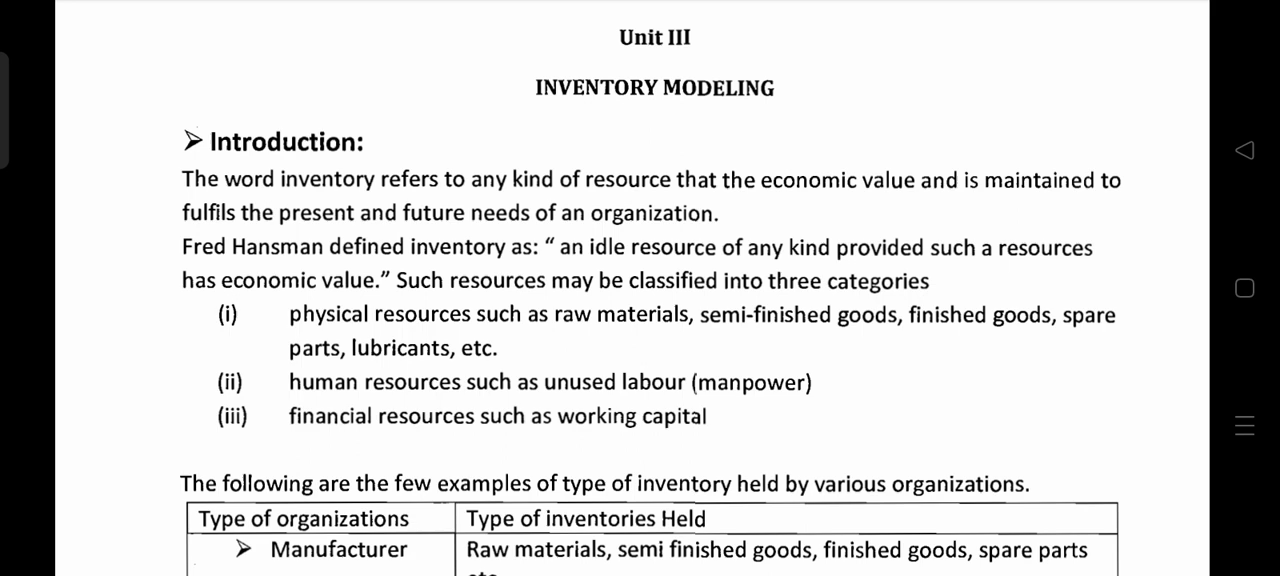 Unit III
INVENTORY MODELING
➢ Introduction:
The word inventory refers to any kind of resource that the economic value and is maintained to
fulfils the present and future needs of an organization.
Fred Hansman defined inventory as: “ an idle resource of any kind provided such a resources
has economic value.” Such resources may be classified into three categories
(i) physical resources such as raw materials, semi-finished goods, finished goods, spare
parts, lubricants, etc.
(ii) human resources such as unused labour (manpower)
(iii) financial resources such as working capital
The following are the few examples of type of inventory held by various organizations.
Type of organizations Type of inventories Held
➢ Manufacturer Raw materials, semi finished goods, finished goods, spare parts